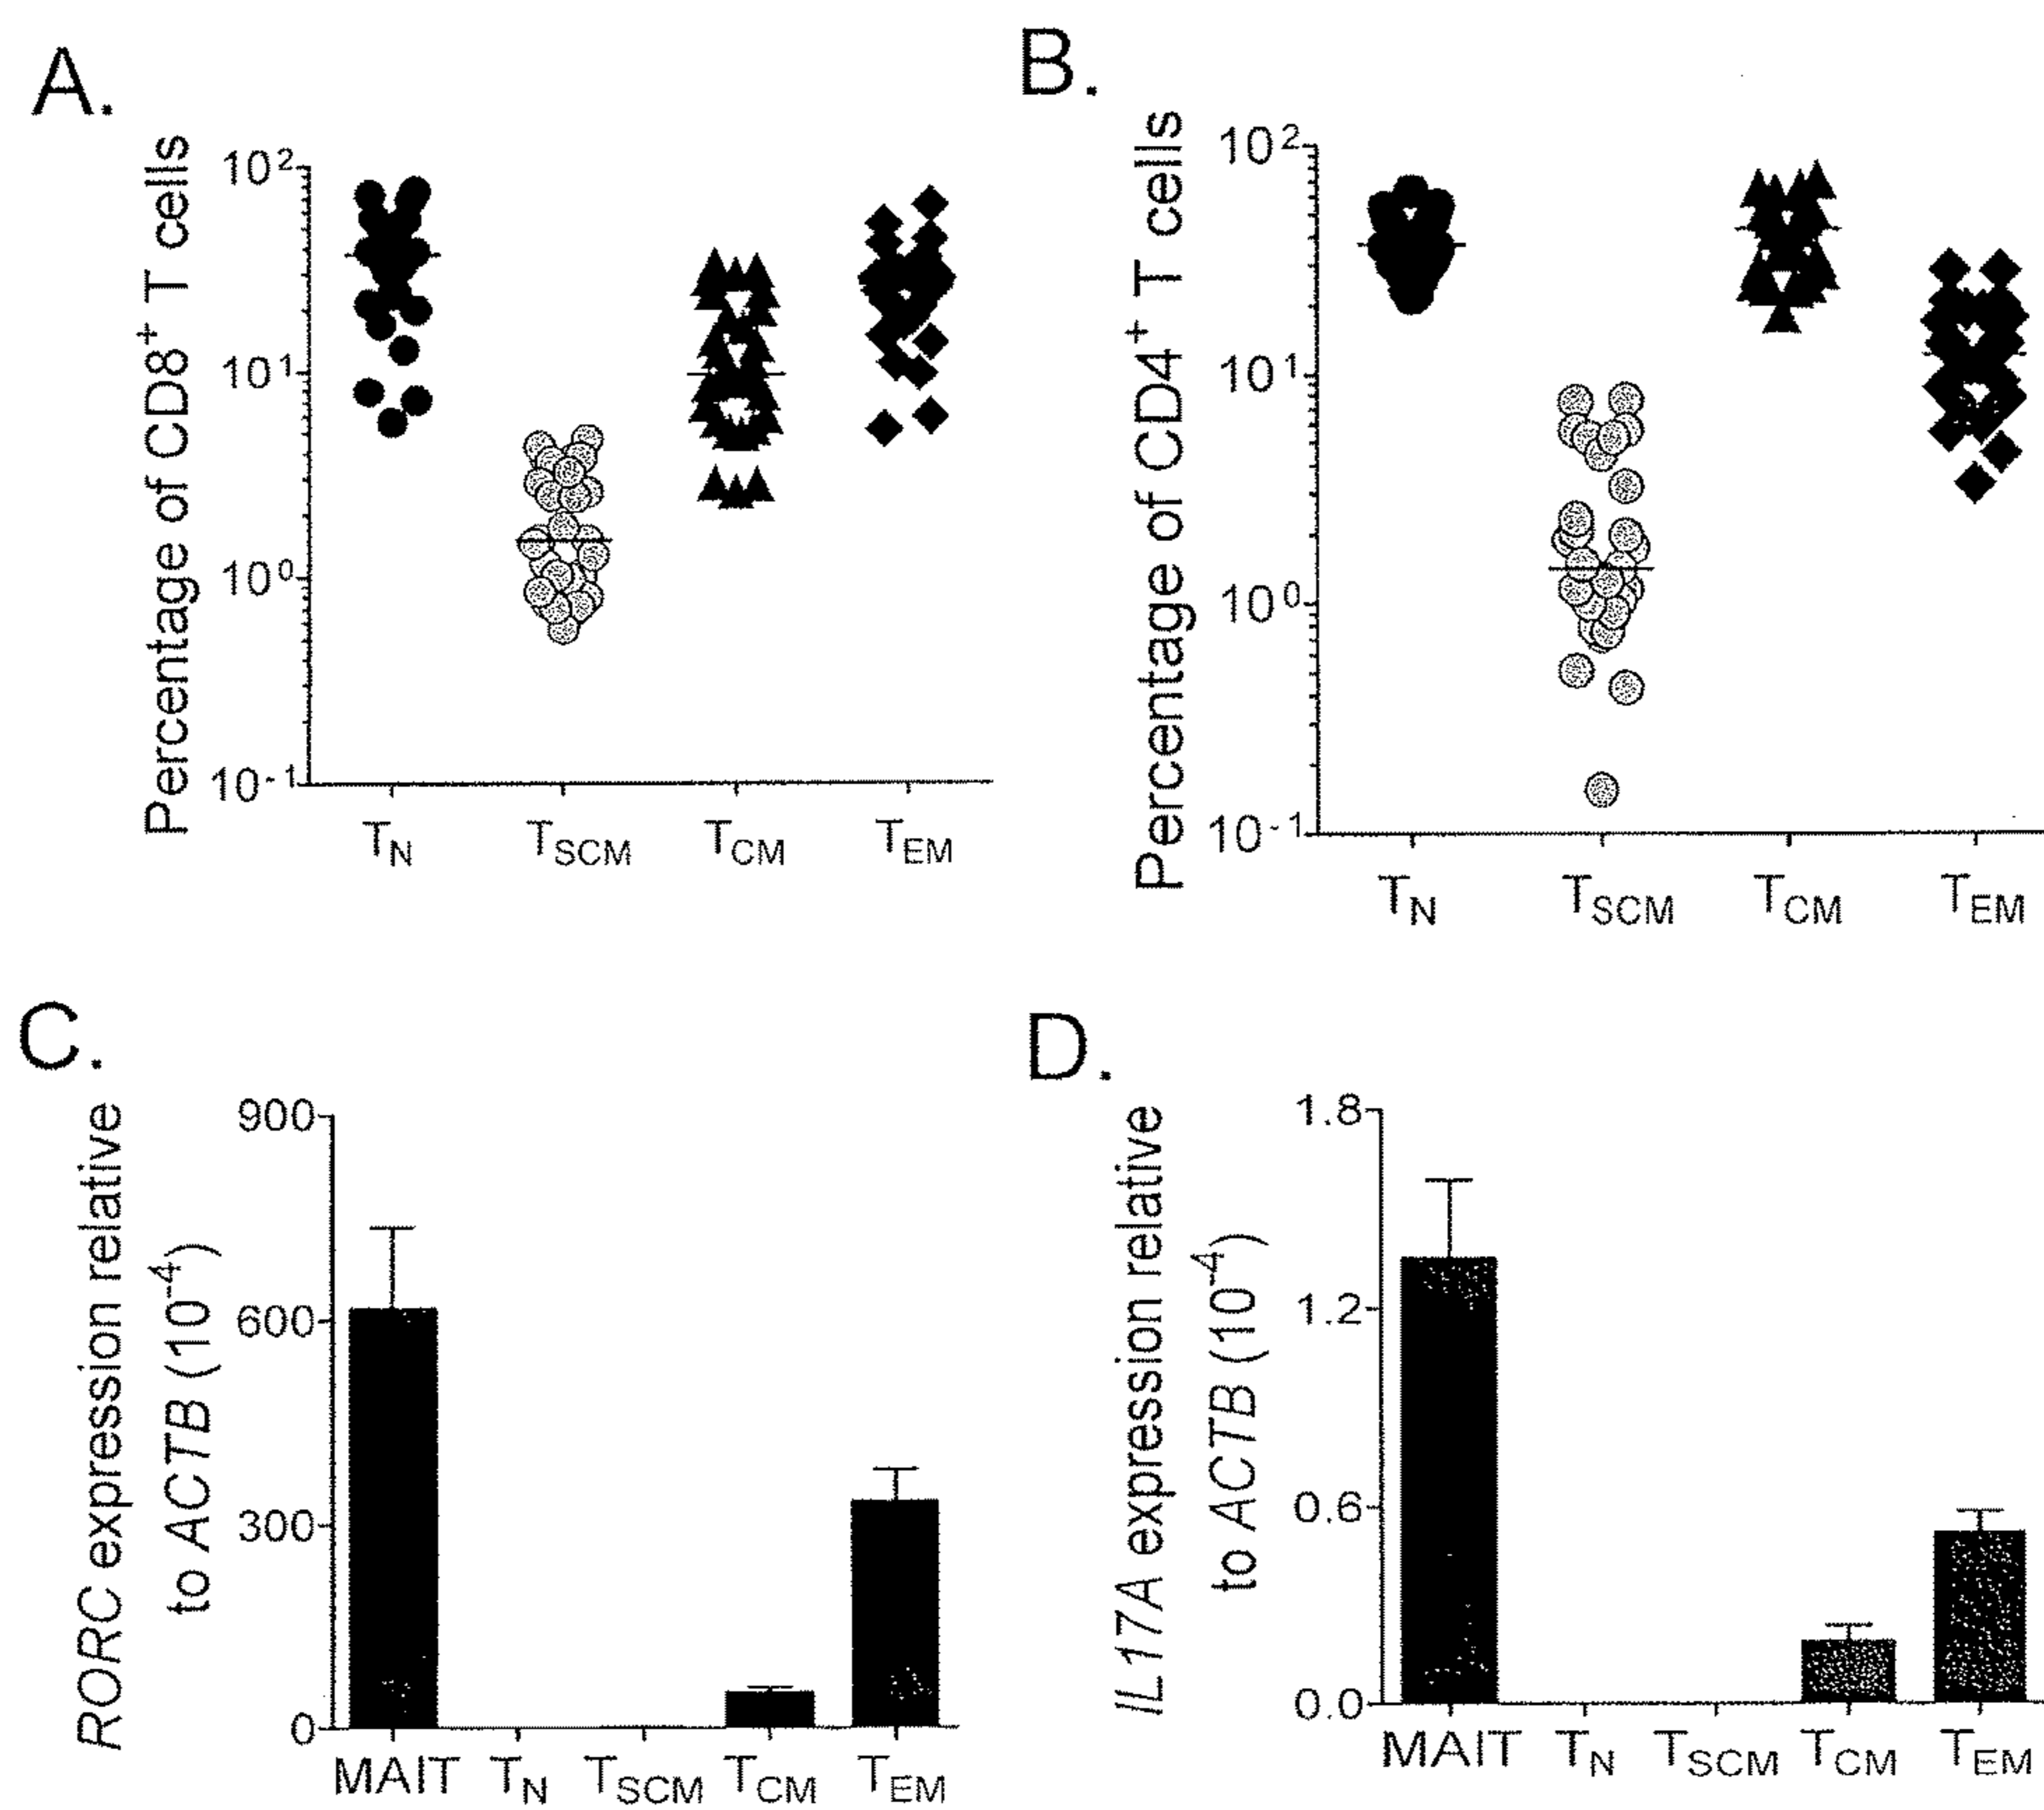 A.
Percentage of CD8⁺ T cells
10²
10¹
10⁰
10⁻¹
T_N T_SCM T_CM T_EM
B.
Percentage of CD4⁺ T cells
10²
10¹
10⁰
10⁻¹
T_N T_SCM T_CM T_EM
C.
RORC expression relative
to ACTB (10⁻⁴)
900
600
300
0
MAIT T_N T_SCM T_CM T_EM
D.
IL17A expression relative
to ACTB (10⁻⁴)
1.8
1.2
0.6
0.0
MAIT T_N T_SCM T_CM T_EM